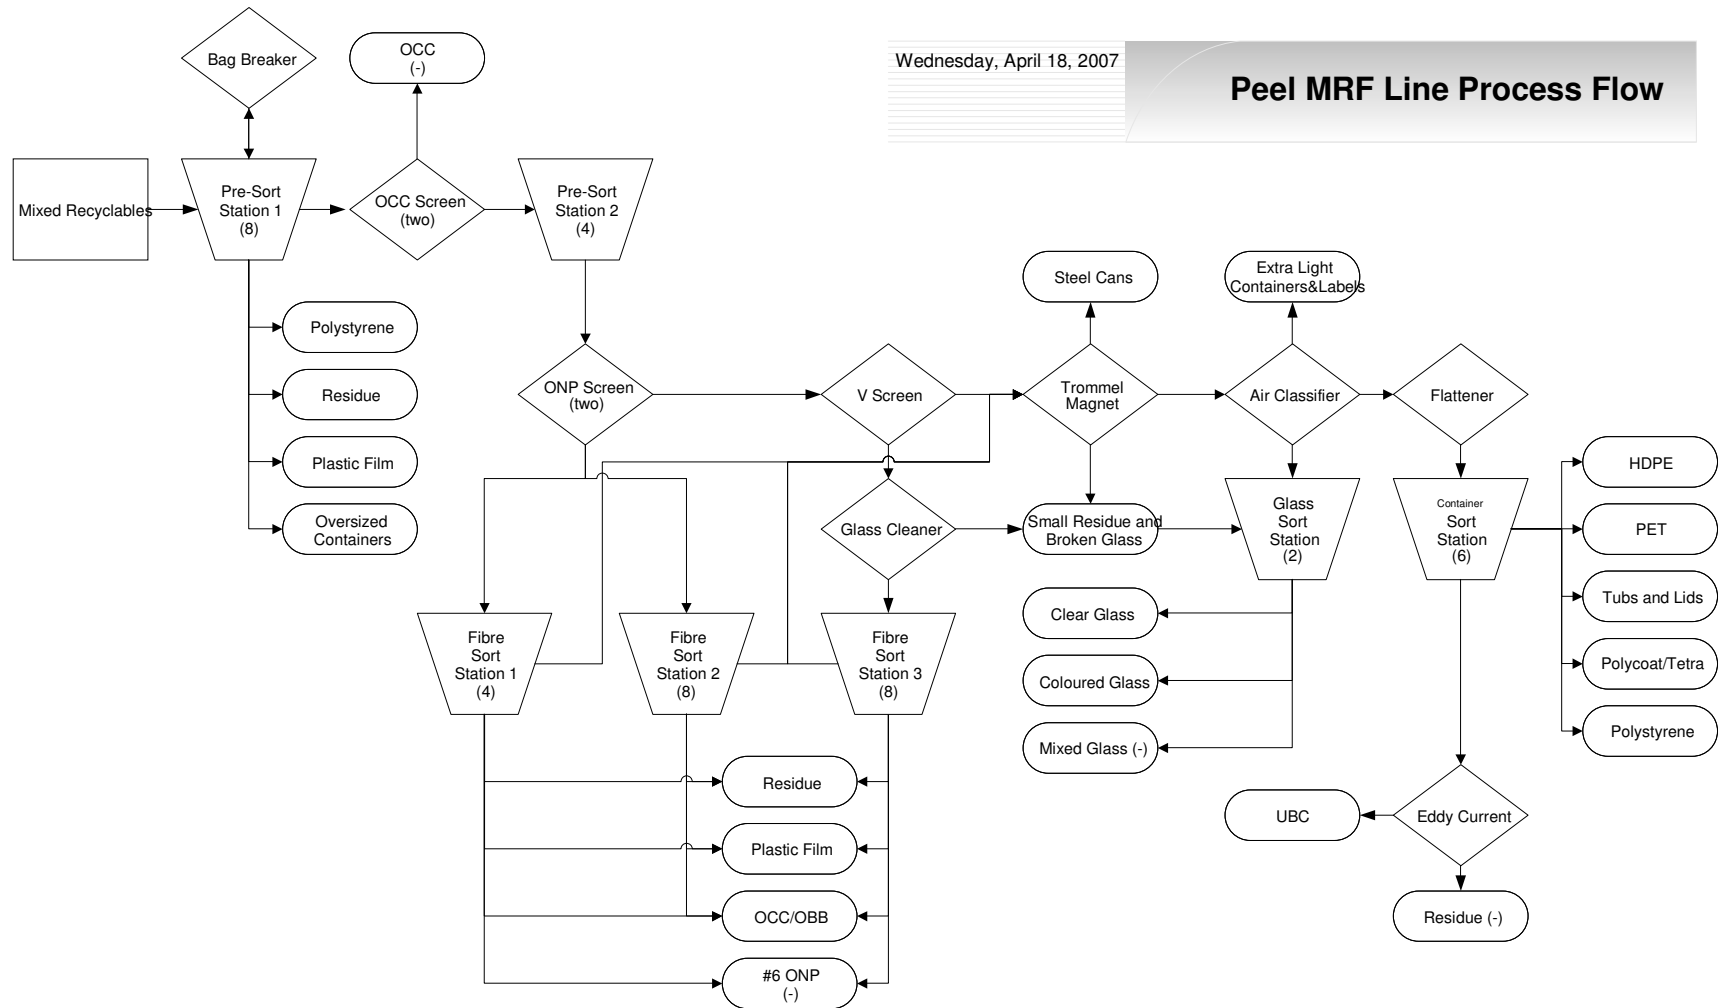 Wednesday, April 18, 2007
Peel MRF Line Process Flow
Bag Breaker
OCC
(-)
Mixed Recyclables
Pre-Sort
Station 1
(8)
OCC Screen
(two)
Pre-Sort
Station 2
(4)
Polystyrene
Residue
Plastic Film
Oversized
Containers
Steel Cans
Extra Light
Containers&Labels
ONP Screen
(two)
V Screen
Trommel
Magnet
Air Classifier
Flattener
Glass Cleaner
Small Residue and
Broken Glass
Glass
Sort
Station
(2)
Container
Sort
Station
(6)
HDPE
PET
Tubs and Lids
Polycoat/Tetra
Polystyrene
Fibre
Sort
Station 1
(4)
Fibre
Sort
Station 2
(8)
Fibre
Sort
Station 3
(8)
Clear Glass
Coloured Glass
Mixed Glass (-)
Residue
Plastic Film
OCC/OBB
#6 ONP
(-)
UBC
Eddy Current
Residue (-)